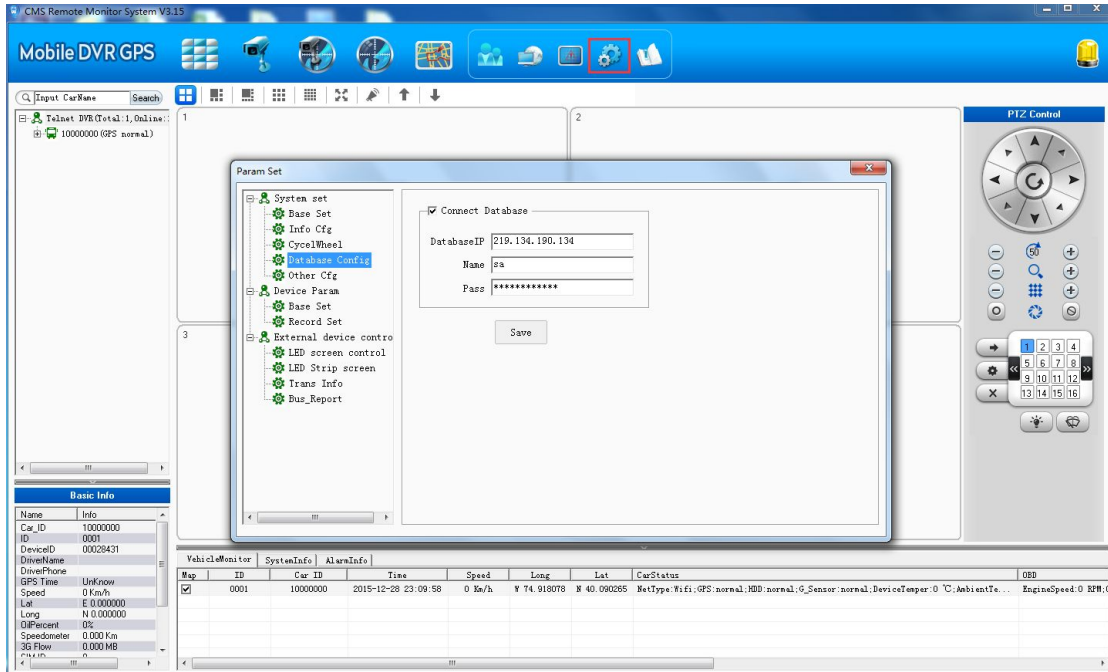 CMS Remote Monitor System V3.15
Mobile DVR GPS
Input CarName Search
Telnet DVR(Total:1,Online:
10000000(GPS normal)
1
2
3
PTZ Control
50
1 2 3 4
5 6 7 8
9 10 11 12
13 14 15 16
Param Set
System set
Base Set
Info Cfg
CycelWheel
Database Config
Other Cfg
Device Param
Base Set
Record Set
External device contro
LED screen control
LED Strip screen
Trans Info
Bus_Report
Connect Database
DatabaseIP 219.134.190.134
Name sa
Pass ************
Save
Basic Info
Name Info
Car_ID 10000000
ID 0001
DeviceID 00028431
DriverName
DriverPhone
GPS Time UnKnow
Speed 0 Km/h
Lat E 0.000000
Long N 0.000000
OilPercent 0%
Speedometer 0.000 Km
3G Flow 0.000 MB
VehicleMonitor SystemInfo AlarmInfo
Map ID Car ID Time Speed Long Lat CarStatus OBD
0001 10000000 2015-12-28 23:09:58 0 Km/h W 74.918078 N 40.090265 NetType:Wifi;GPS:normal;HDD:normal;G_Sensor:normal;DeviceTemper:0 ℃;AmbientTe... EngineSpeed:0 RPM;